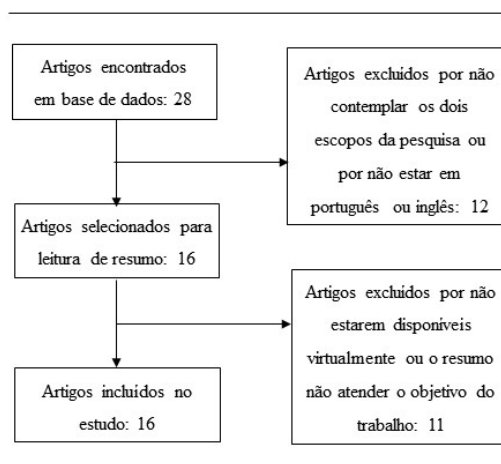 Artigos encontrados
em base de dados: 28
Artigos excluidos por não
contemplar os dois
escopos da pesquisa ou
por não estar em
português ou inglês: 12
Artigos selecionados para
leitura de resumo: 16
Artigos excluidos por não
estarem disponíveis
virtualmente ou o resumo
não atender o objetivo do
trabalho: 11
Artigos incluídos no
estudo: 16